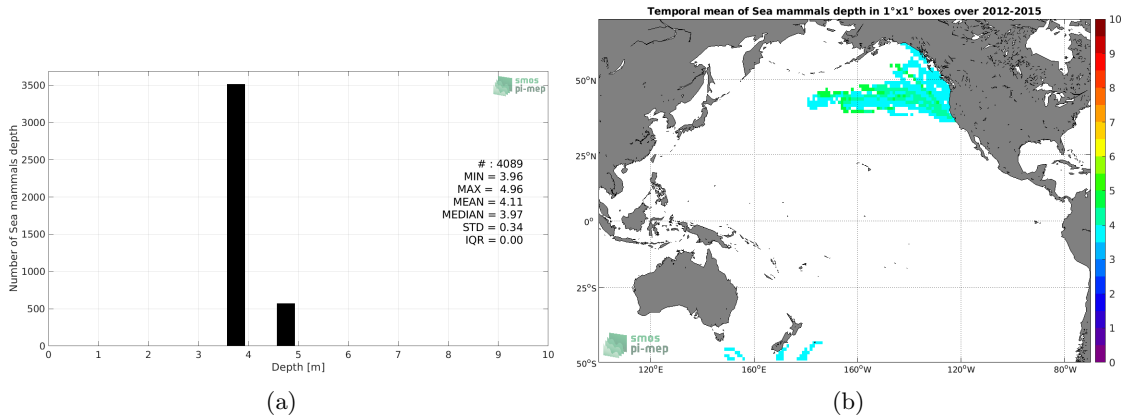 Number of Sea mammals depth
3500
3000
2500
2000
1500
1000
500
0
smos
pi-mep
# : 4089
MIN = 3.96
MAX = 4.96
MEAN = 4.11
MEDIAN = 3.97
STD = 0.34
IQR = 0.00
0 1 2 3 4 5 6 7 8 9 10
Depth [m]
(a)
Temporal mean of Sea mammals depth in 1°x1° boxes over 2012-2015
50°N
25°N
0°
25°S
50°S
smos
pi-mep
120°E 160°E 160°W 120°W 80°W
10
9
8
7
6
5
4
3
2
1
0
(b)